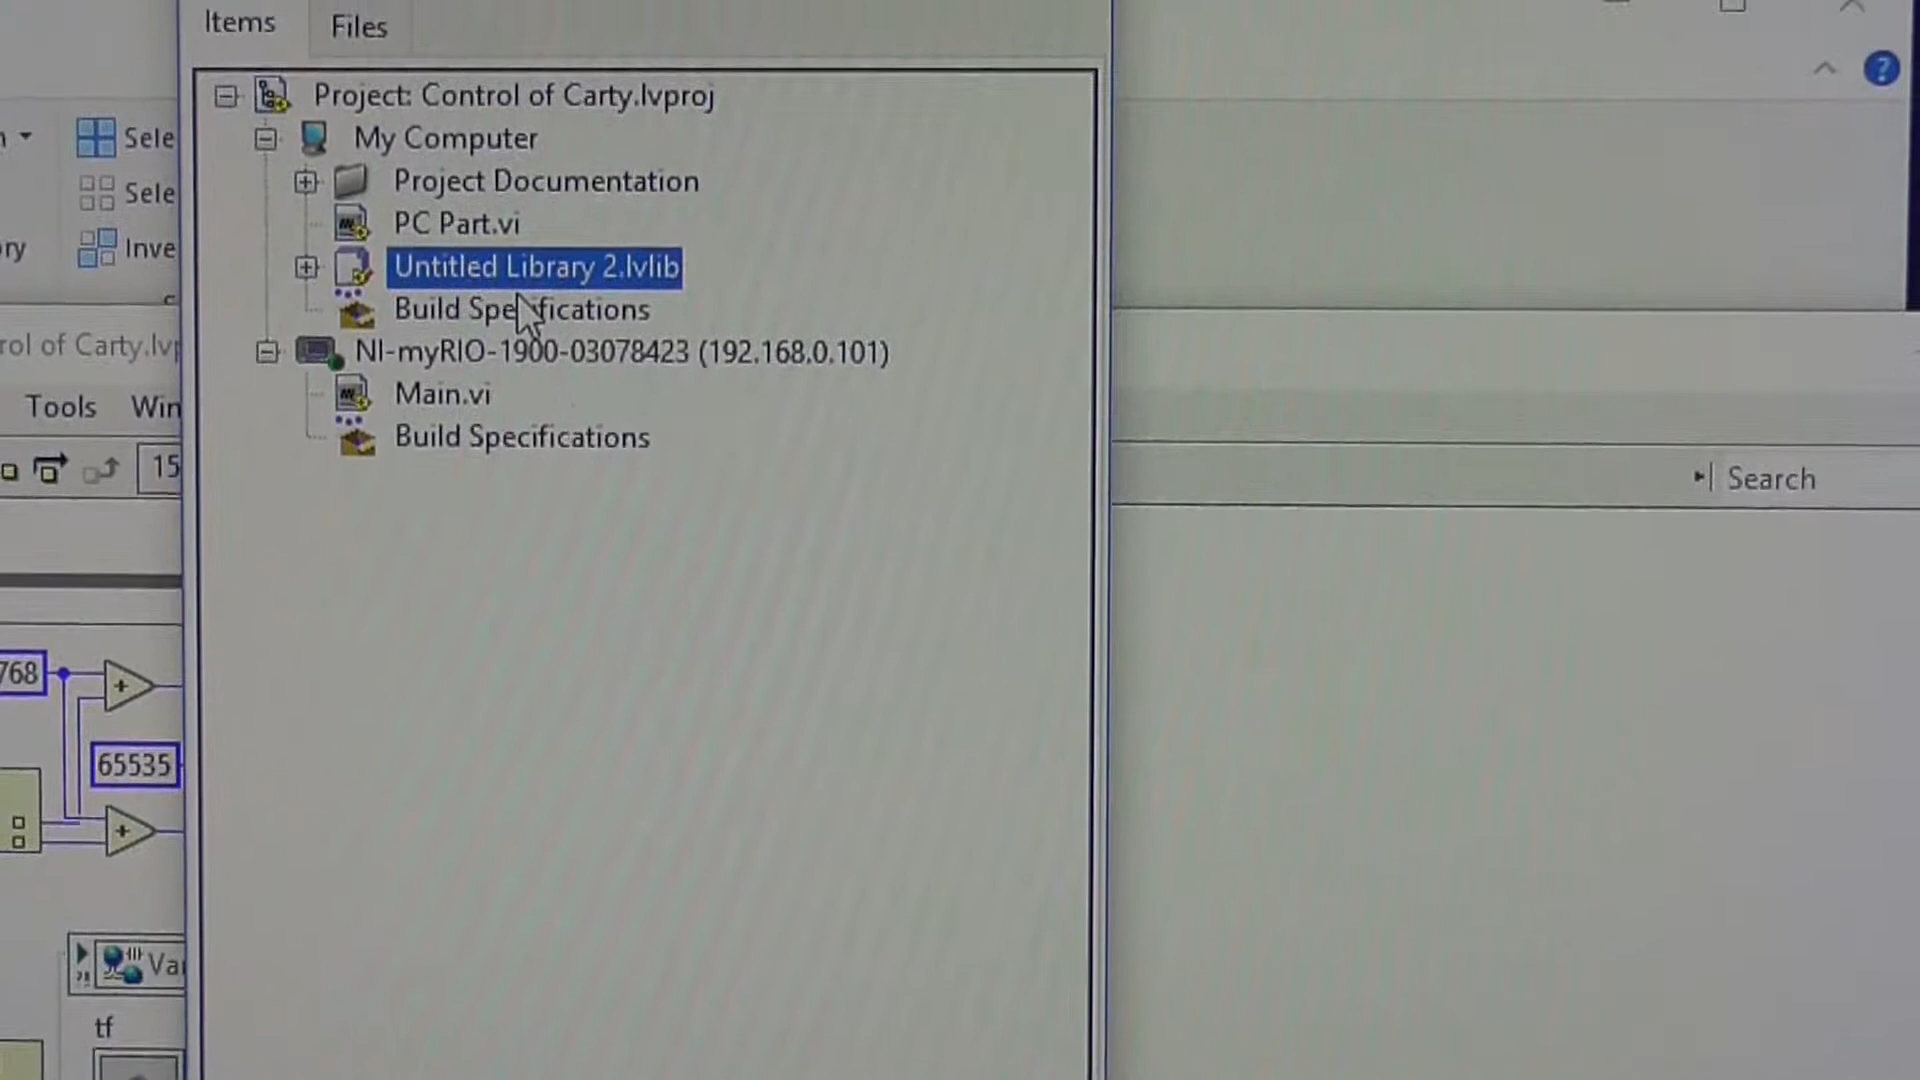 Items
Files
Project: Control of Carty.lvproj
My Computer
Project Documentation
PC Part.vi
Untitled Library 2.lvlib
Build Specifications
NI-myRIO-1900-03078423 (192.168.0.101)
Main.vi
Build Specifications
Sele
Sele
ry
Inve
rol of Carty.lvp
Tools Win
15
768
65535
Var
tf
?
Search